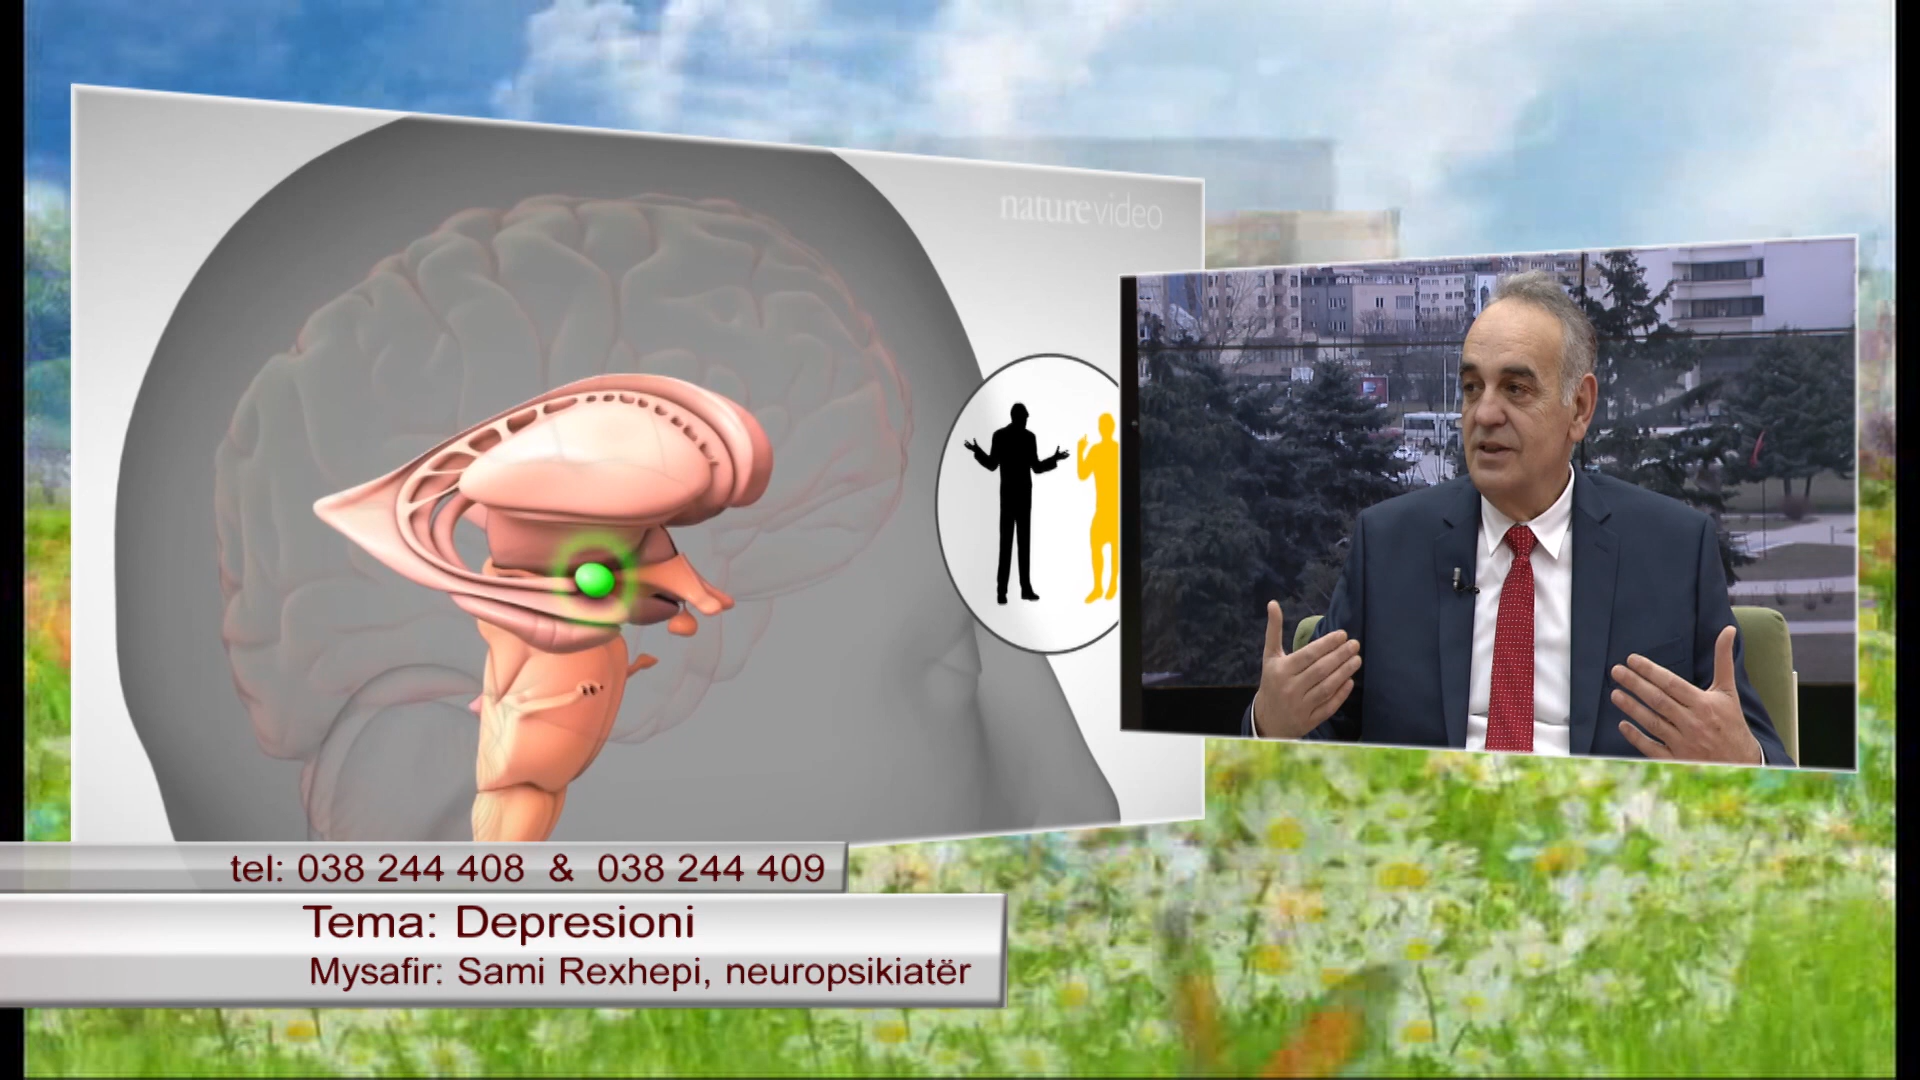 nature video
tel: 038 244 408 & 038 244 409
Tema: Depresioni
Mysafir: Sami Rexhepi, neuropsikiatër